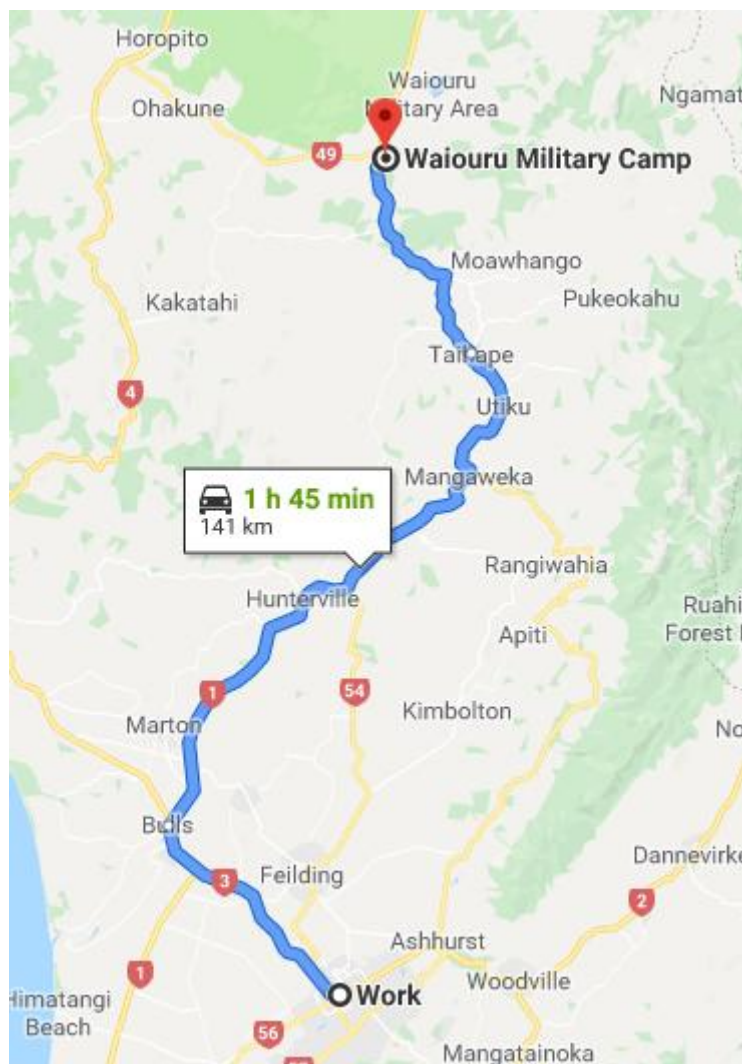 Horopito
Waiouru
Military Area
Ngamat
Ohakune
49
Waiouru Military Camp
Moawhango
Kakatahi
Pukeokahu
Taihape
4
Utiku
Mangaweka
1 h 45 min
141 km
Rangiwahia
Hunterville
Ruahi
Forest
Apiti
54
1
Kimbolton
Marton
No
Bulls
Dannevirke
3
Feilding
2
Ashhurst
1
Woodville
Work
Himatangi
Beach
56
Mangatainoka